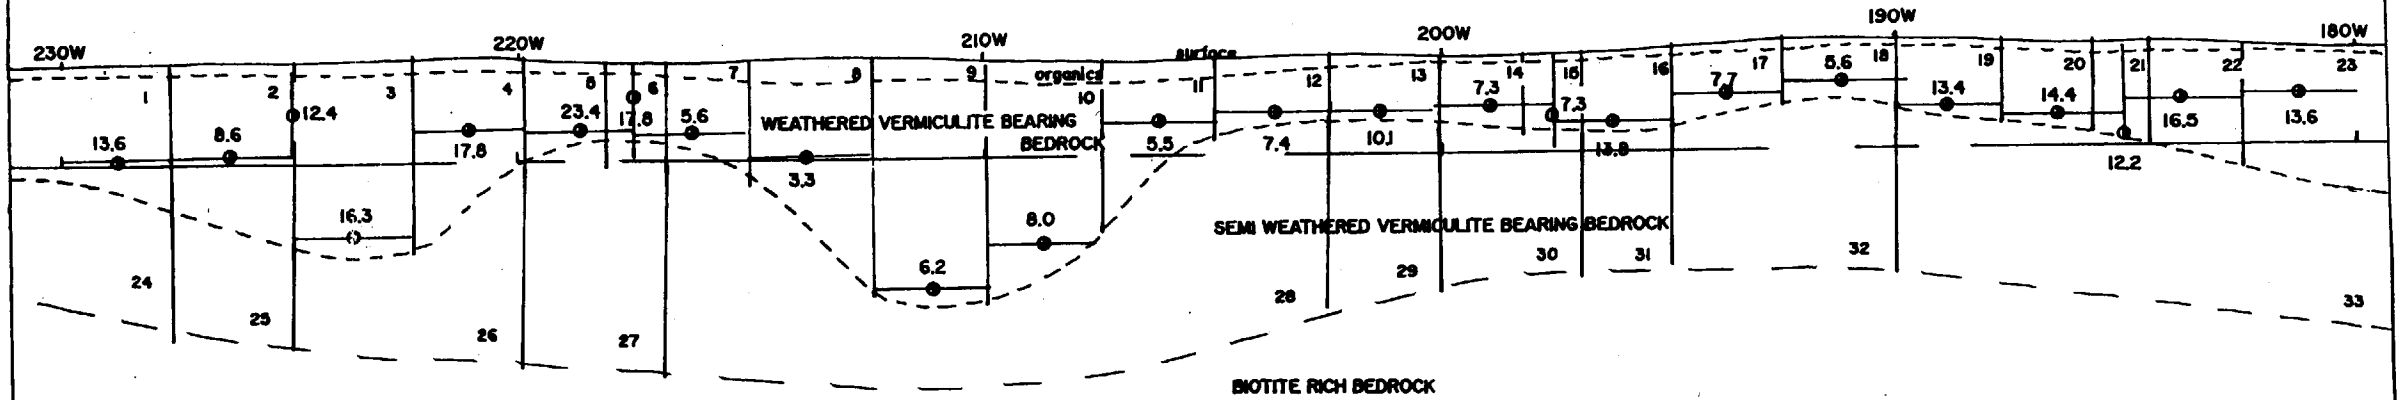 230W 220W 210W 200W 190W 180W
surface
organics
1 2 3 4 5 6 7 8 9 10 11 12 13 14 15 16 17 18 19 20 21 22 23
13.6 8.6 12.4 16.3 17.8 23.4 17.8 5.6 3.3 6.2 8.0 5.5 7.4 10.1 7.3 7.3 13.8 7.7 5.6 13.4 14.4 12.2 16.5 13.6
WEATHERED VERMICULITE BEARING
BEDROCK
SEMI WEATHERED VERMICULITE BEARING BEDROCK
24 25 26 27 28 29 30 31 32 33
BIOTITE RICH BEDROCK